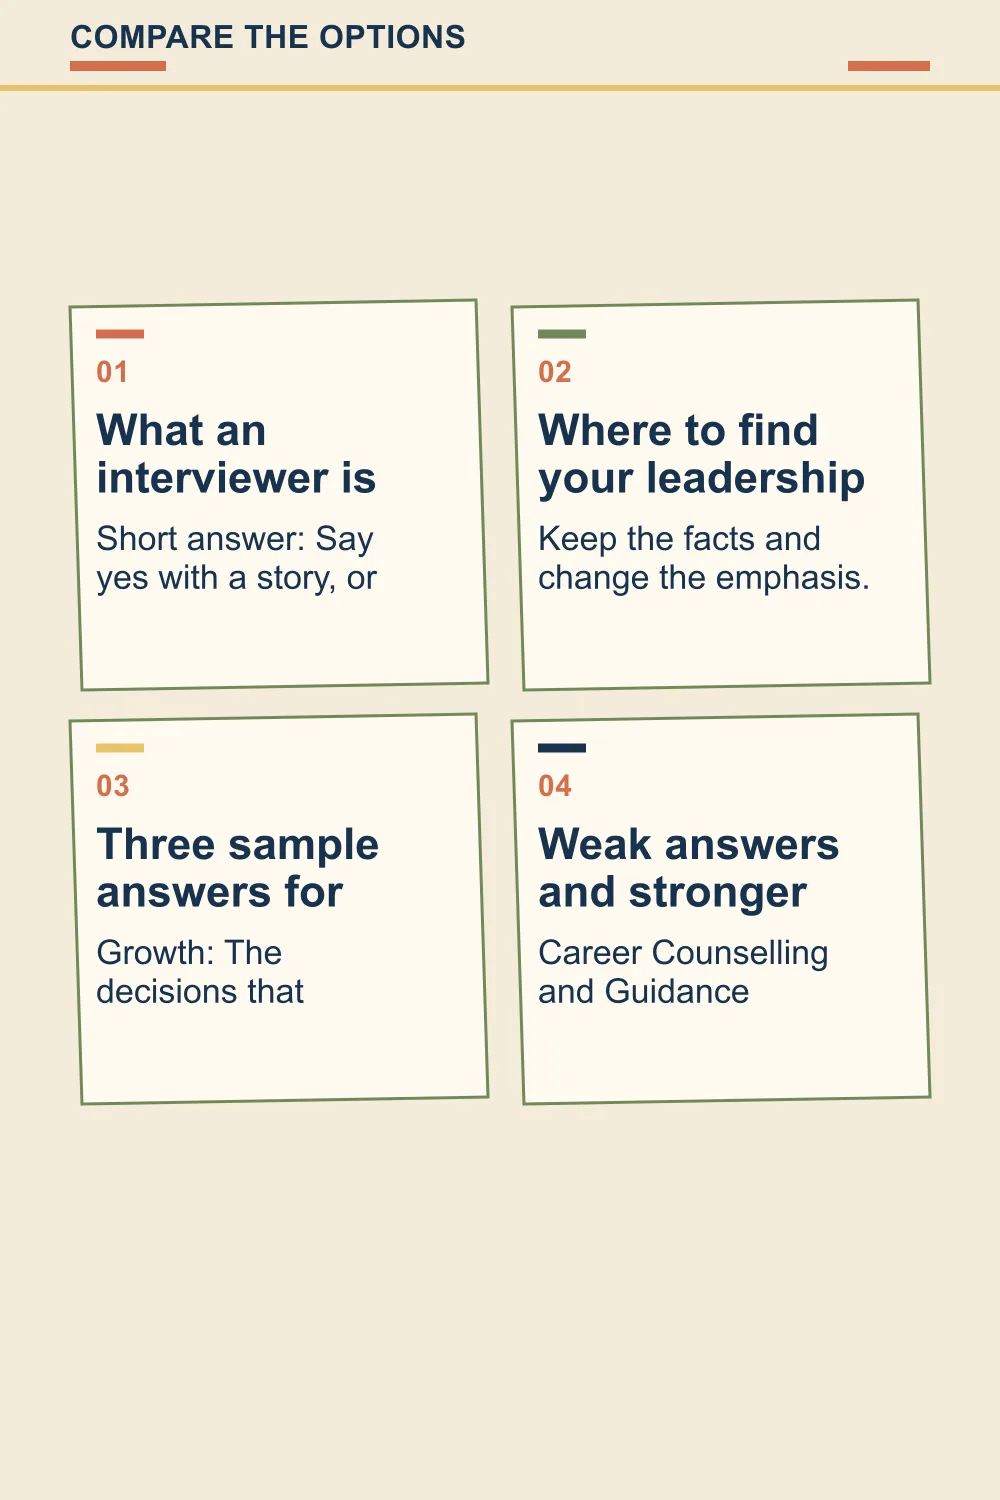 COMPARE THE OPTIONS
01
What an
interviewer is
Short answer: Say
yes with a story, or
02
Where to find
your leadership
Keep the facts and
change the emphasis.
03
Three sample
answers for
Growth: The
decisions that
04
Weak answers
and stronger
Career Counselling
and Guidance